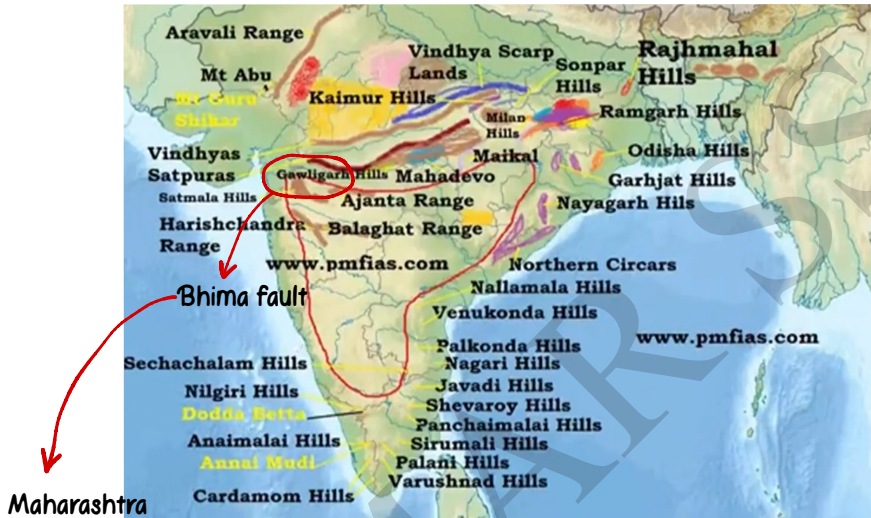 Aravali Range
Mt Abu
Mt Guru
Shikar
Vindhya Scarp
Lands
Sonpar
Hills
Rajhmahal
Hills
Kaimur Hills
Milan
Hills
Ramgarh Hills
Vindhyas
Satpuras
Satmala Hills
Gawligarh Hills
Mahadevo
Maikal
Odisha Hills
Garhjat Hills
Ajanta Range
Nayagarh Hils
Harishchandra
Range
Balaghat Range
www.pmfias.com
Northern Circars
Bhima fault
Nallamala Hills
Venukonda Hills
www.pmfias.com
Palkonda Hills
Sechachalam Hills
Nagari Hills
Nilgiri Hills
Javadi Hills
Dodda Betta
Shevaroy Hills
Panchaimalai Hills
Anaimalai Hills
Sirumali Hills
Annai Mudi
Palani Hills
Varushnad Hills
Cardamom Hills
Maharashtra